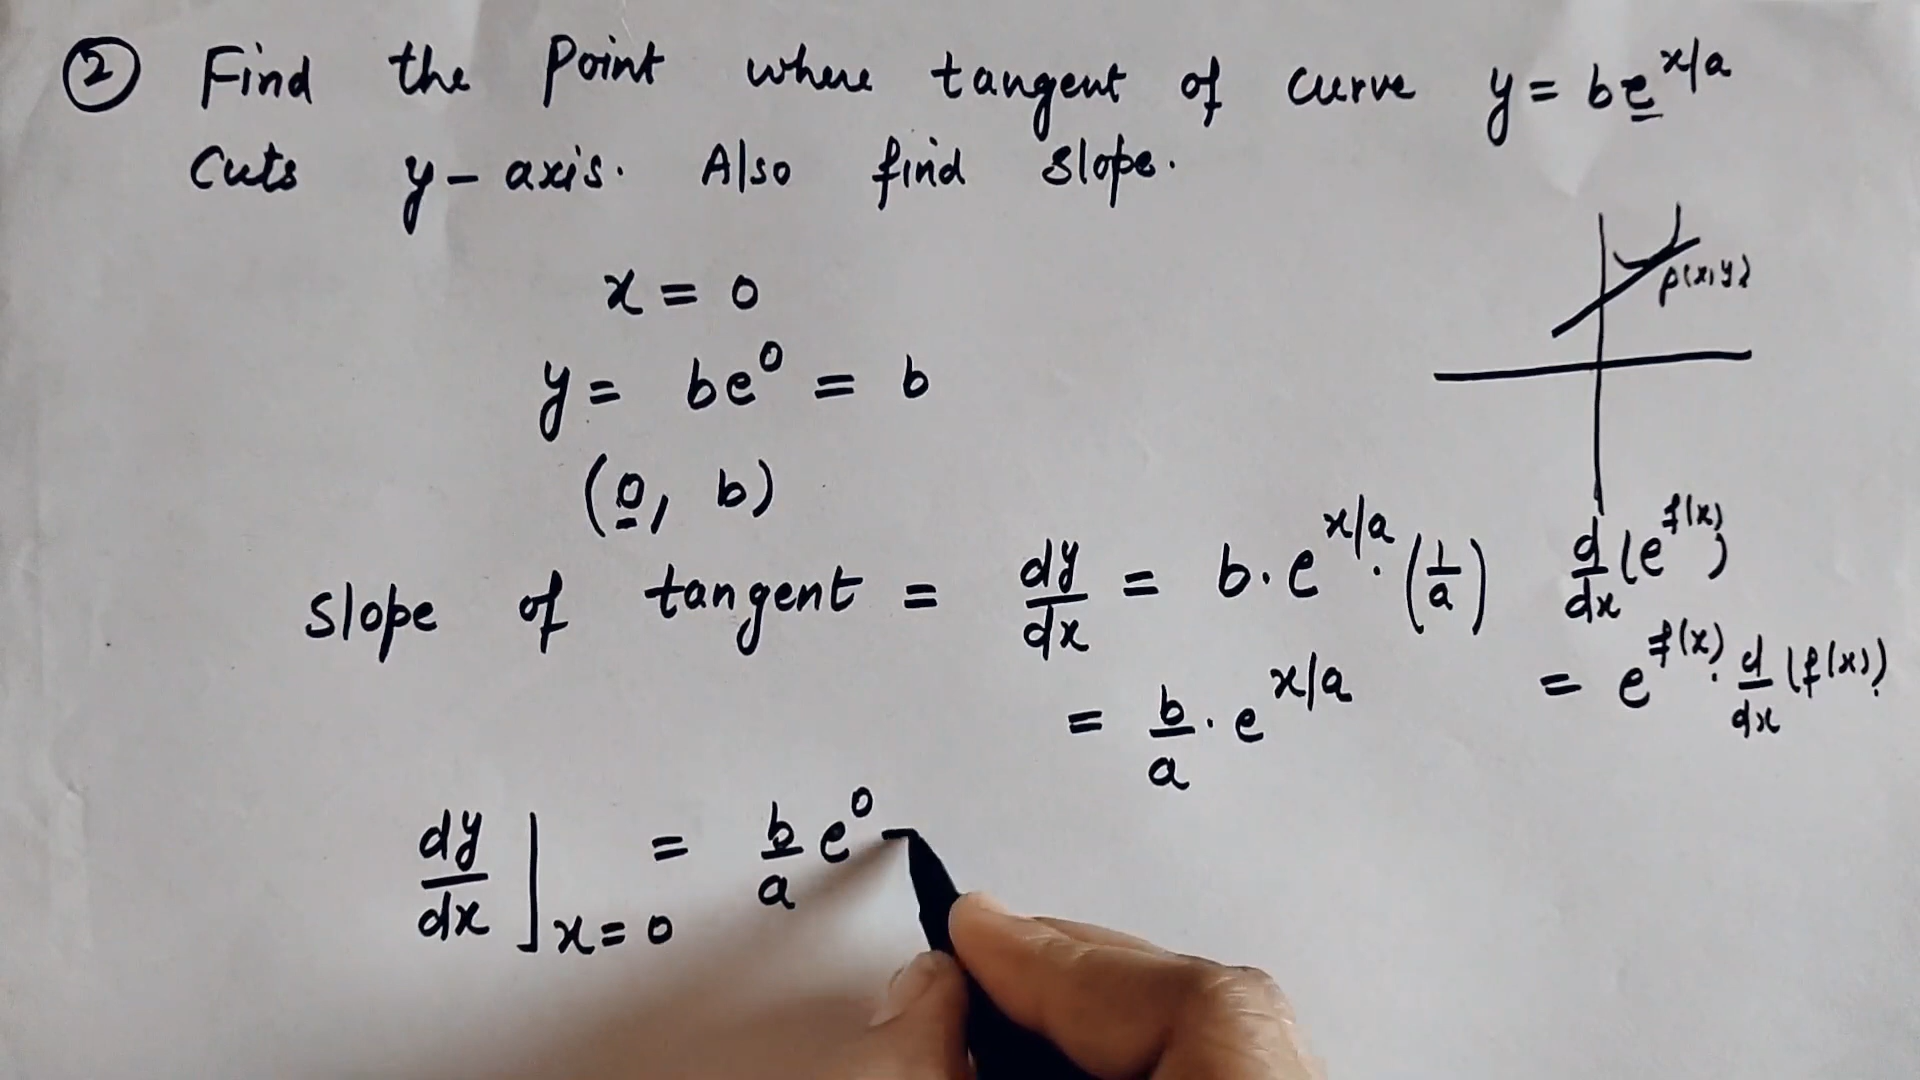 ② Find the Point where tangent of curve y = be^x/a
Cuts y-axis. Also find slope.
x = 0
P(x,y)
y = be^0 = b
(0, b)
Slope of tangent = dy/dx = b.e^x/a.(1/a)
d/dx(e^f(x))
= b/a.e^x/a
= e^f(x).d/dx(f(x))
dy/dx]x=0 = b/a e^0